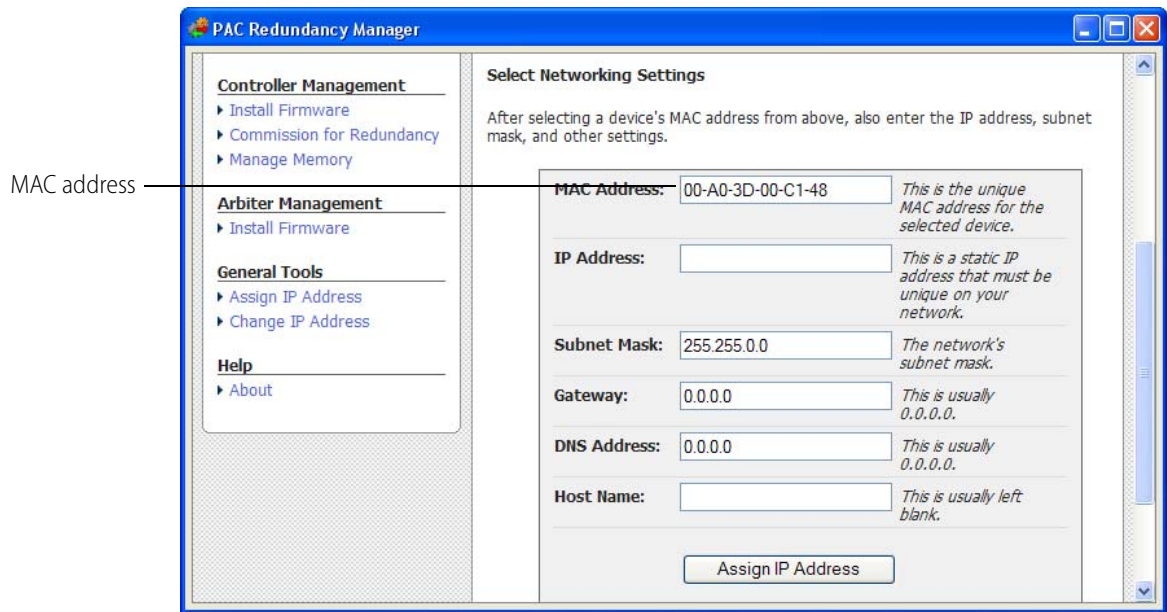 PAC Redundancy Manager
Controller Management
Install Firmware
Commission for Redundancy
Manage Memory
Arbiter Management
Install Firmware
General Tools
Assign IP Address
Change IP Address
Help
About
MAC address
Select Networking Settings
After selecting a device's MAC address from above, also enter the IP address, subnet
mask, and other settings.
MAC Address: 00-A0-3D-00-C1-48 This is the unique
MAC address for the
selected device.
IP Address: This is a static IP
address that must be
unique on your
network.
Subnet Mask: 255.255.0.0 The network's
subnet mask.
Gateway: 0.0.0.0 This is usually
0.0.0.0.
DNS Address: 0.0.0.0 This is usually
0.0.0.0.
Host Name: This is usually left
blank.
Assign IP Address